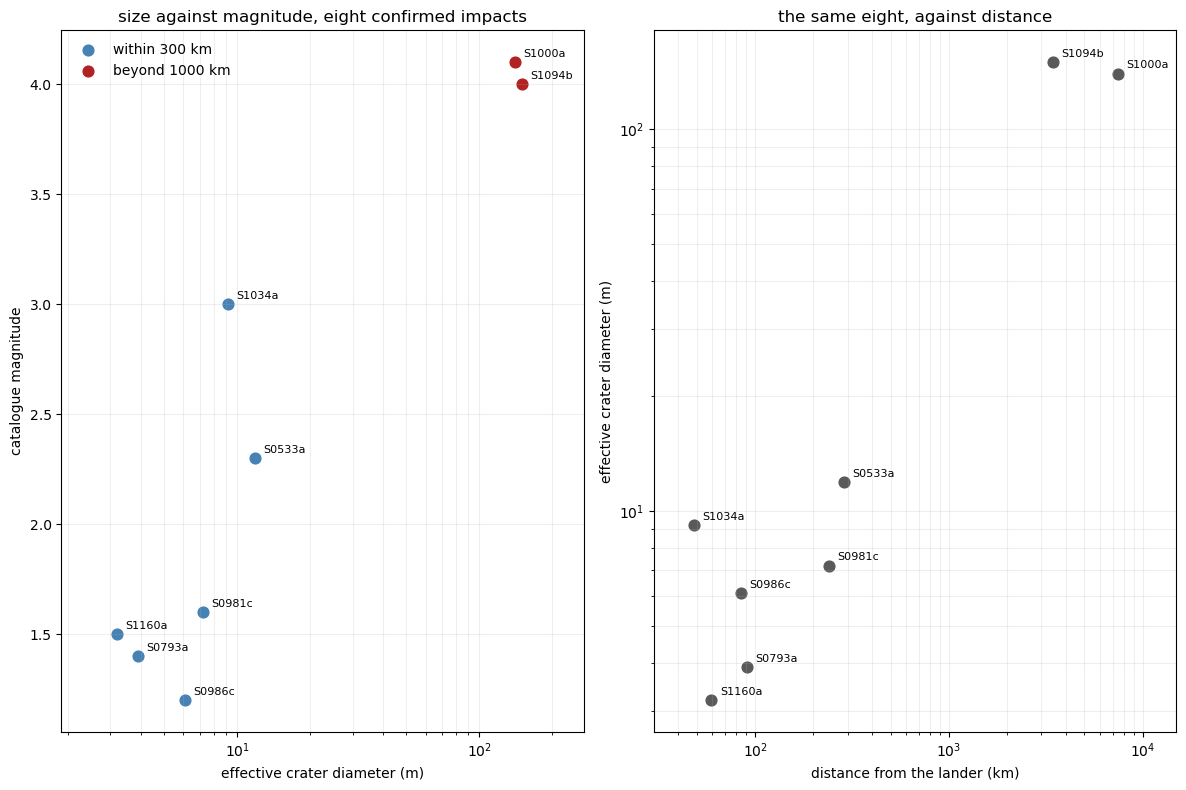 size against magnitude, eight confirmed impacts
within 300 km
beyond 1000 km
S1000a
S1094b
S1034a
S0533a
S0981c
S1160a
S0793a
S0986c
4.0
3.5
3.0
2.5
2.0
1.5
catalogue magnitude
10¹
10²
effective crater diameter (m)
the same eight, against distance
S1094b
S1000a
S0533a
S1034a
S0981c
S0986c
S0793a
S1160a
10²
10¹
effective crater diameter (m)
10²
10³
10⁴
distance from the lander (km)